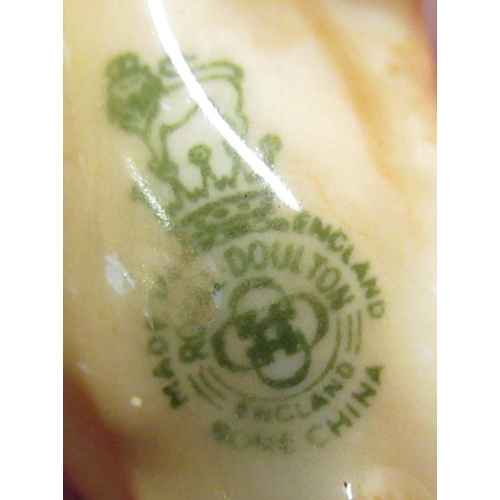 MADE IN ENGLAND
ROYAL DOULTON
ENGLAND
BONE CHINA